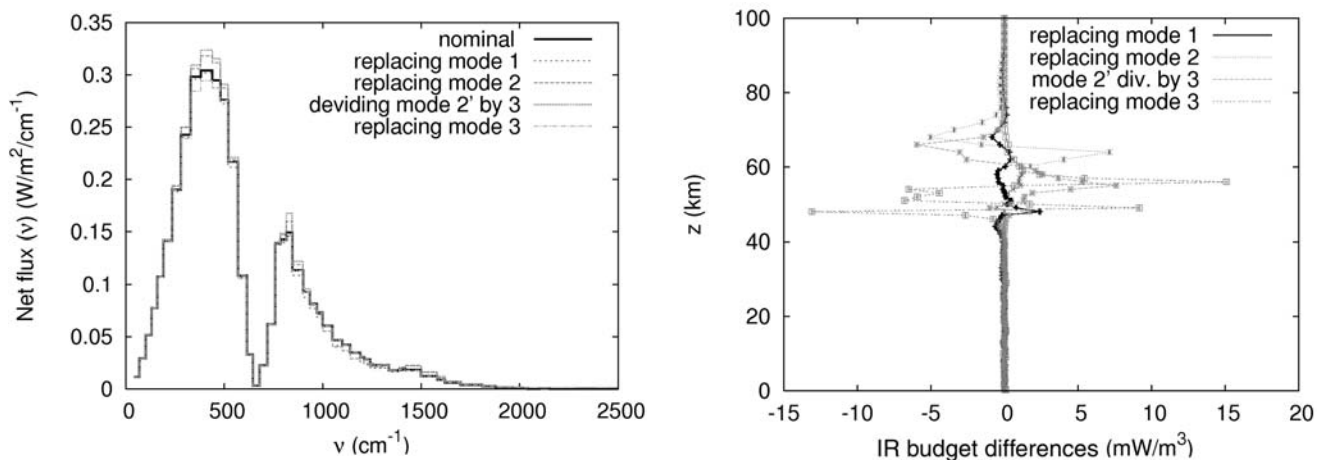 0.35
0.3
0.25
0.2
0.15
0.1
0.05
0
Net flux (ν) (W/m²/cm⁻¹)
nominal
replacing mode 1
replacing mode 2
deviding mode 2' by 3
replacing mode 3
0 500 1000 1500 2000 2500
ν (cm⁻¹)
100
80
60
40
20
0
z (km)
replacing mode 1
replacing mode 2
mode 2' div. by 3
replacing mode 3
-15 -10 -5 0 5 10 15 20
IR budget differences (mW/m³)